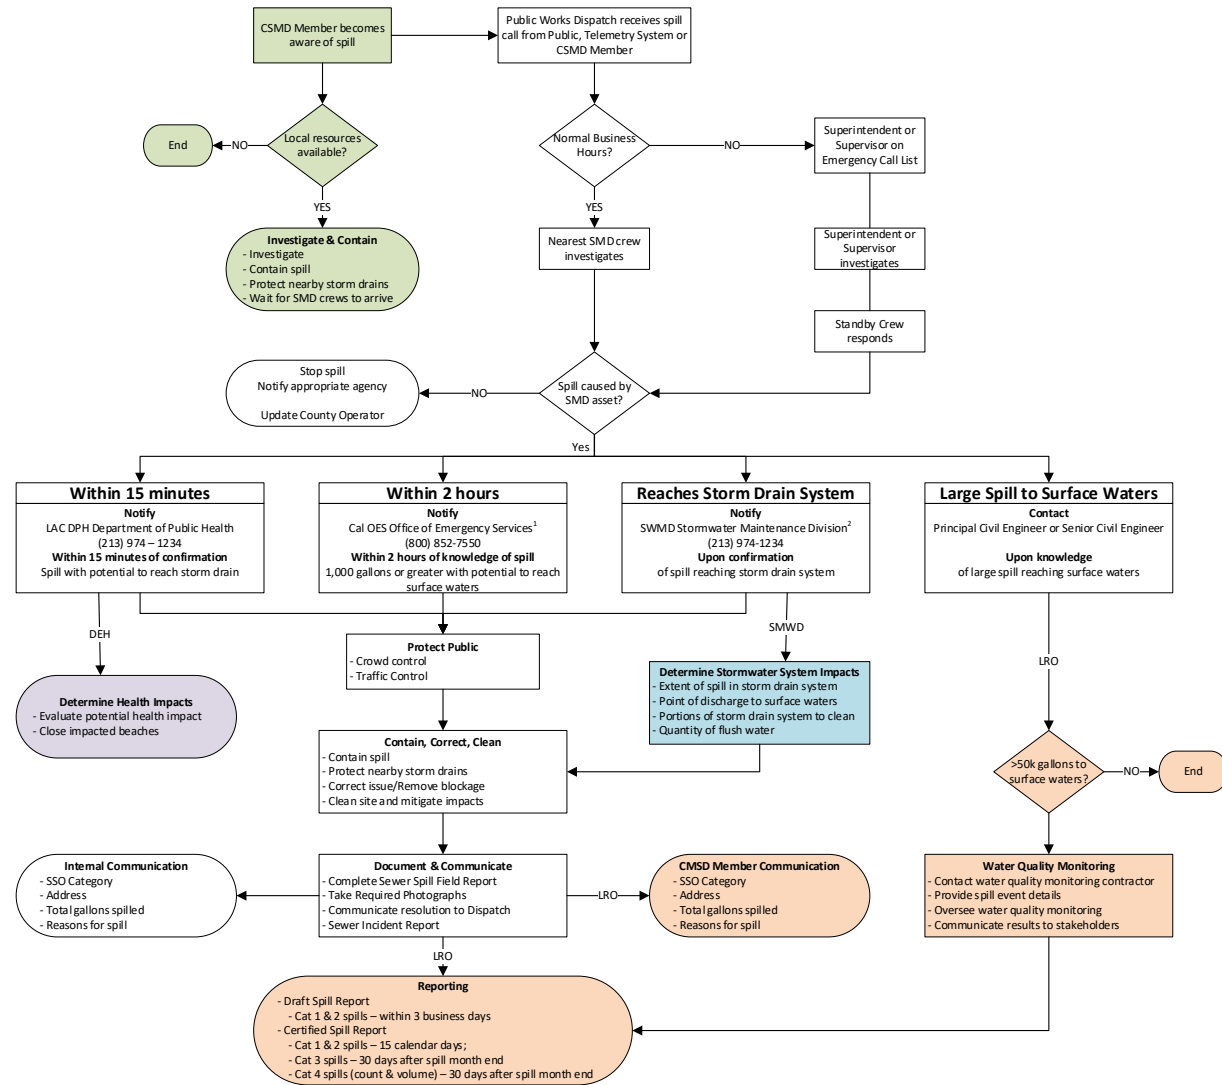 CSMD Member becomes
aware of spill
Public Works Dispatch receives spill
call from Public, Telemetry System or
CSMD Member
Local resources
available?
NO
End
YES
Investigate & Contain
- Investigate
- Contain spill
- Protect nearby storm drains
- Wait for SMD crews to arrive
Normal Business
Hours?
NO
Superintendent or
Supervisor on
Emergency Call List
YES
Nearest SMD crew
investigates
Superintendent or
Supervisor
investigates
Standby Crew
responds
Spill caused by
SMD asset?
NO
Stop spill
Notify appropriate agency
Update County Operator
Yes
Within 15 minutes
Notify
LAC DPH Department of Public Health
(213) 974 – 1234
Within 15 minutes of confirmation
Spill with potential to reach storm drain
Within 2 hours
Notify
Cal OES Office of Emergency Services1
(800) 852-7550
Within 2 hours of knowledge of spill
1,000 gallons or greater with potential to reach
surface waters
Reaches Storm Drain System
Notify
SWMD Stormwater Maintenance Division2
(213) 974-1234
Upon confirmation
of spill reaching storm drain system
Large Spill to Surface Waters
Contact
Principal Civil Engineer or Senior Civil Engineer
Upon knowledge
of large spill reaching surface waters
DEH
Determine Health Impacts
- Evaluate potential health impact
- Close impacted beaches
Protect Public
- Crowd control
- Traffic Control
SMWD
Determine Stormwater System Impacts
- Extent of spill in storm drain system
- Point of discharge to surface waters
- Portions of storm drain system to clean
- Quantity of flush water
LRO
Contain, Correct, Clean
- Contain spill
- Protect nearby storm drains
- Correct issue/Remove blockage
- Clean site and mitigate impacts
>50k gallons to
surface waters?
NO
End
Internal Communication
- SSO Category
- Address
- Total gallons spilled
- Reasons for spill
Document & Communicate
- Complete Sewer Spill Field Report
- Take Required Photographs
- Communicate resolution to Dispatch
- Sewer Incident Report
LRO
CMSD Member Communication
- SSO Category
- Address
- Total gallons spilled
- Reasons for spill
Water Quality Monitoring
- Contact water quality monitoring contractor
- Provide spill event details
- Oversee water quality monitoring
- Communicate results to stakeholders
LRO
Reporting
- Draft Spill Report
- Cat 1 & 2 spills – within 3 business days
- Certified Spill Report
- Cat 1 & 2 spills – 15 calendar days;
- Cat 3 spills – 30 days after spill month end
- Cat 4 spills (count & volume) – 30 days after spill month end